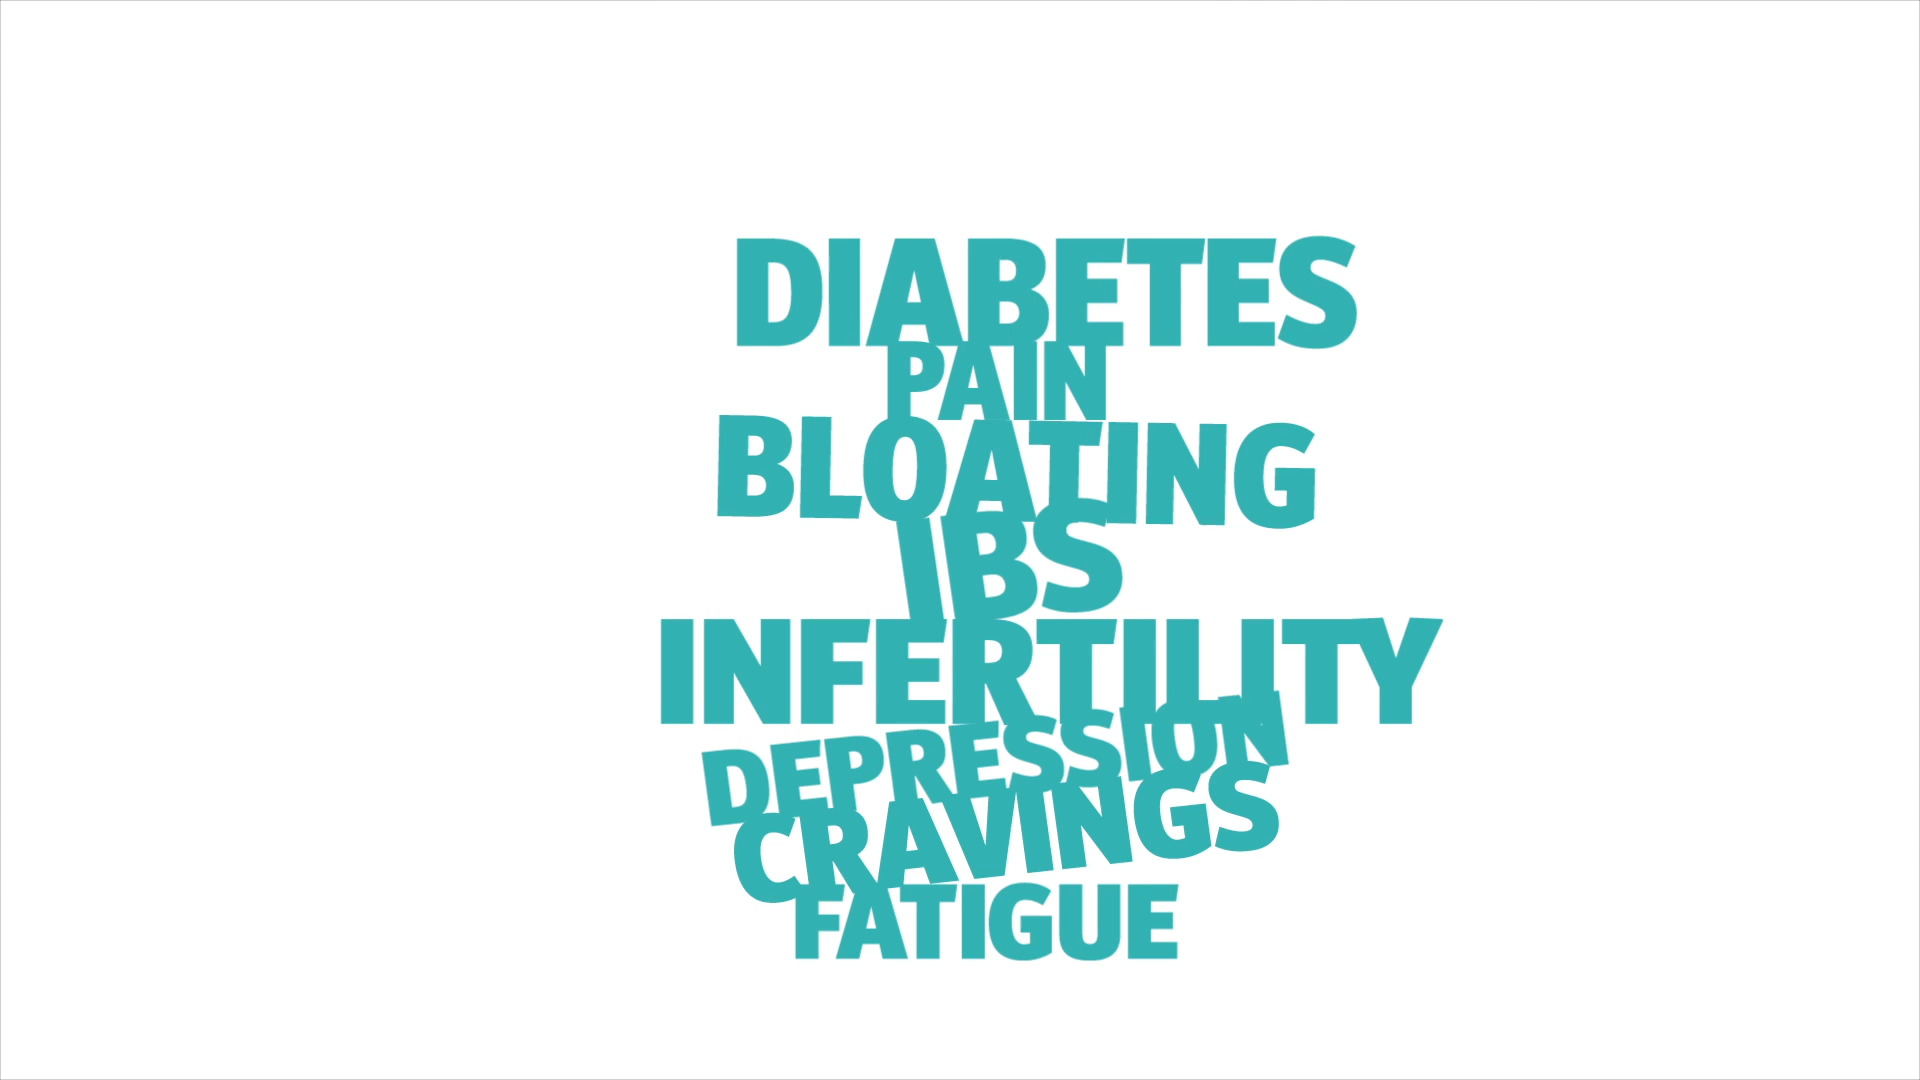 DIABETES
PAIN
BLOATING
IBS
INFERTILITY
DEPRESSION
CRAVINGS
FATIGUE